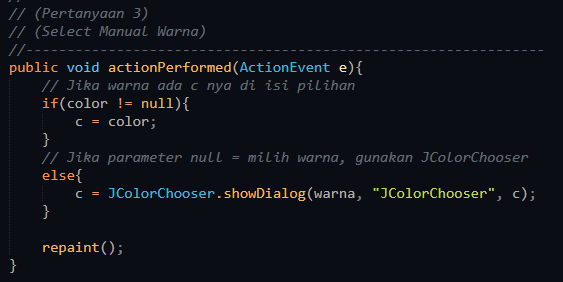 // (Pertanyaan 3)
// (Select Manual Warna)
//---------------------------------------------------------------
public void actionPerformed(ActionEvent e){
// Jika warna ada c nya di isi pilihan
if(color != null){
c = color;
}
// Jika parameter null = milih warna, gunakan JColorChooser
else{
c = JColorChooser.showDialog(warna, "JColorChooser", c);
}
repaint();
}